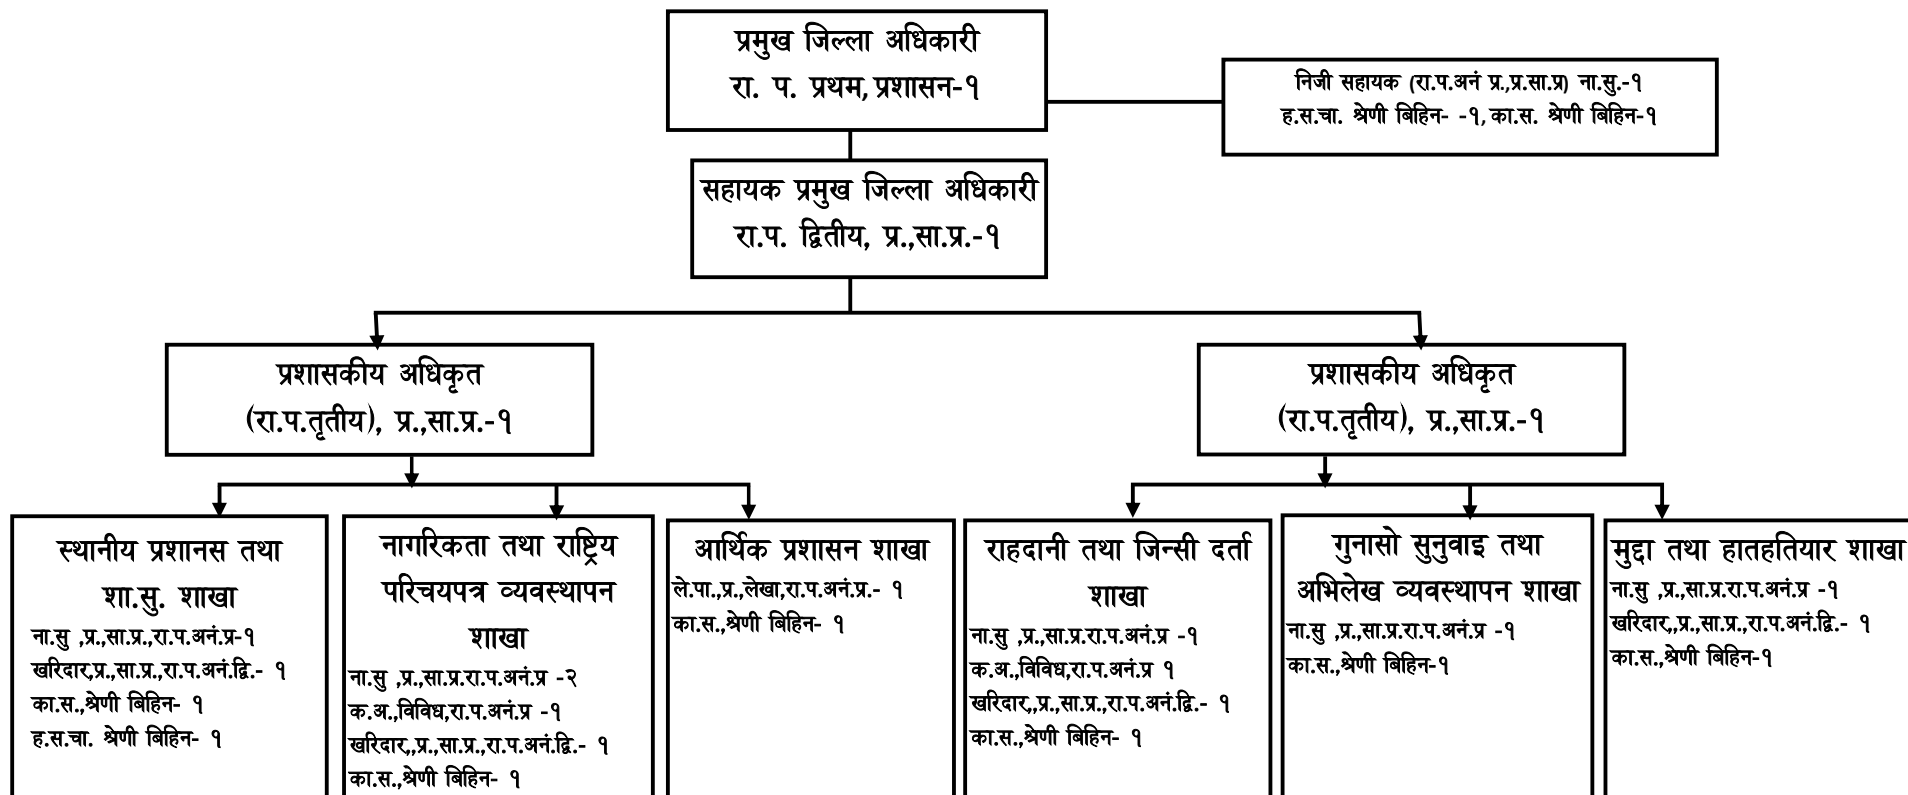 प्रमुख जिल्ला अधिकारी
रा. प. प्रथम, प्रशासन-१
निजी सहायक (रा.प.अनं प्र.,प्र.सा.प्र) ना.सु.-१
ह.स.चा. श्रेणी बिहिन- -१, का.स. श्रेणी बिहिन-१
सहायक प्रमुख जिल्ला अधिकारी
रा.प. द्वितीय, प्र.,सा.प्र.-१
प्रशासकीय अधिकृत
(रा.प.तृतीय), प्र.,सा.प्र.-१
प्रशासकीय अधिकृत
(रा.प.तृतीय), प्र.,सा.प्र.-१
स्थानीय प्रशानस तथा
शा.सु. शाखा
ना.सु ,प्र.,सा.प्र.,रा.प.अनं.प्र-१
खरिदार,प्र.,सा.प्र.,रा.प.अनं.द्वि.- १
का.स.,श्रेणी बिहिन- १
ह.स.चा. श्रेणी बिहिन- १
नागरिकता तथा राष्ट्रिय
परिचयपत्र व्यवस्थापन
शाखा
ना.सु ,प्र.,सा.प्र.रा.प.अनं.प्र -२
क.अ.,विविध,रा.प.अनं.प्र -१
खरिदार,,प्र.,सा.प्र.,रा.प.अनं.द्वि.- १
का.स.,श्रेणी बिहिन- १
आर्थिक प्रशासन शाखा
ले.पा.,प्र.,लेखा,रा.प.अनं.प्र.- १
का.स.,श्रेणी बिहिन- १
राहदानी तथा जिन्सी दर्ता
शाखा
ना.सु ,प्र.,सा.प्र.रा.प.अनं.प्र -१
क.अ.,विविध,रा.प.अनं.प्र १
खरिदार,,प्र.,सा.प्र.,रा.प.अनं.द्वि.- १
का.स.,श्रेणी बिहिन- १
गुनासो सुनुवाइ तथा
अभिलेख व्यवस्थापन शाखा
ना.सु ,प्र.,सा.प्र.रा.प.अनं.प्र -१
का.स.,श्रेणी बिहिन-१
मुद्दा तथा हातहतियार शाखा
ना.सु ,प्र.,सा.प्र.रा.प.अनं.प्र -१
खरिदार,,प्र.,सा.प्र.,रा.प.अनं.द्वि.- १
का.स.,श्रेणी बिहिन-१